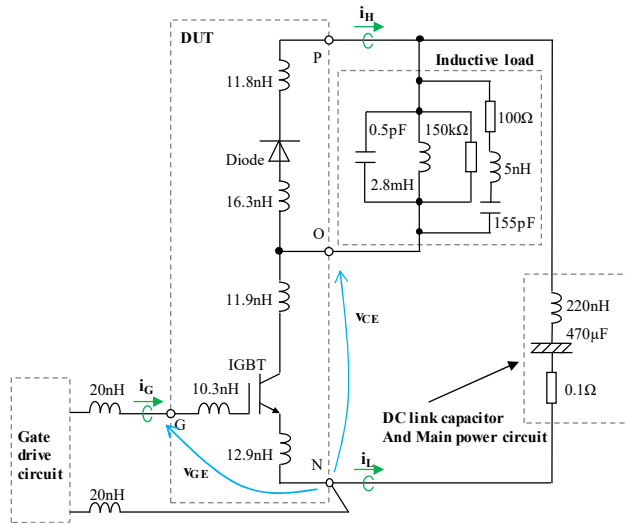 DUT
iH
P
Inductive load
11.8nH
0.5pF
150kΩ
100Ω
Diode
5nH
2.8mH
16.3nH
155pF
O
11.9nH
vCE
220nH
470µF
IGBT
20nH
iG
10.3nH
0.1Ω
G
DC link capacitor
And Main power circuit
Gate
drive
circuit
vGE
12.9nH
N
iL
20nH